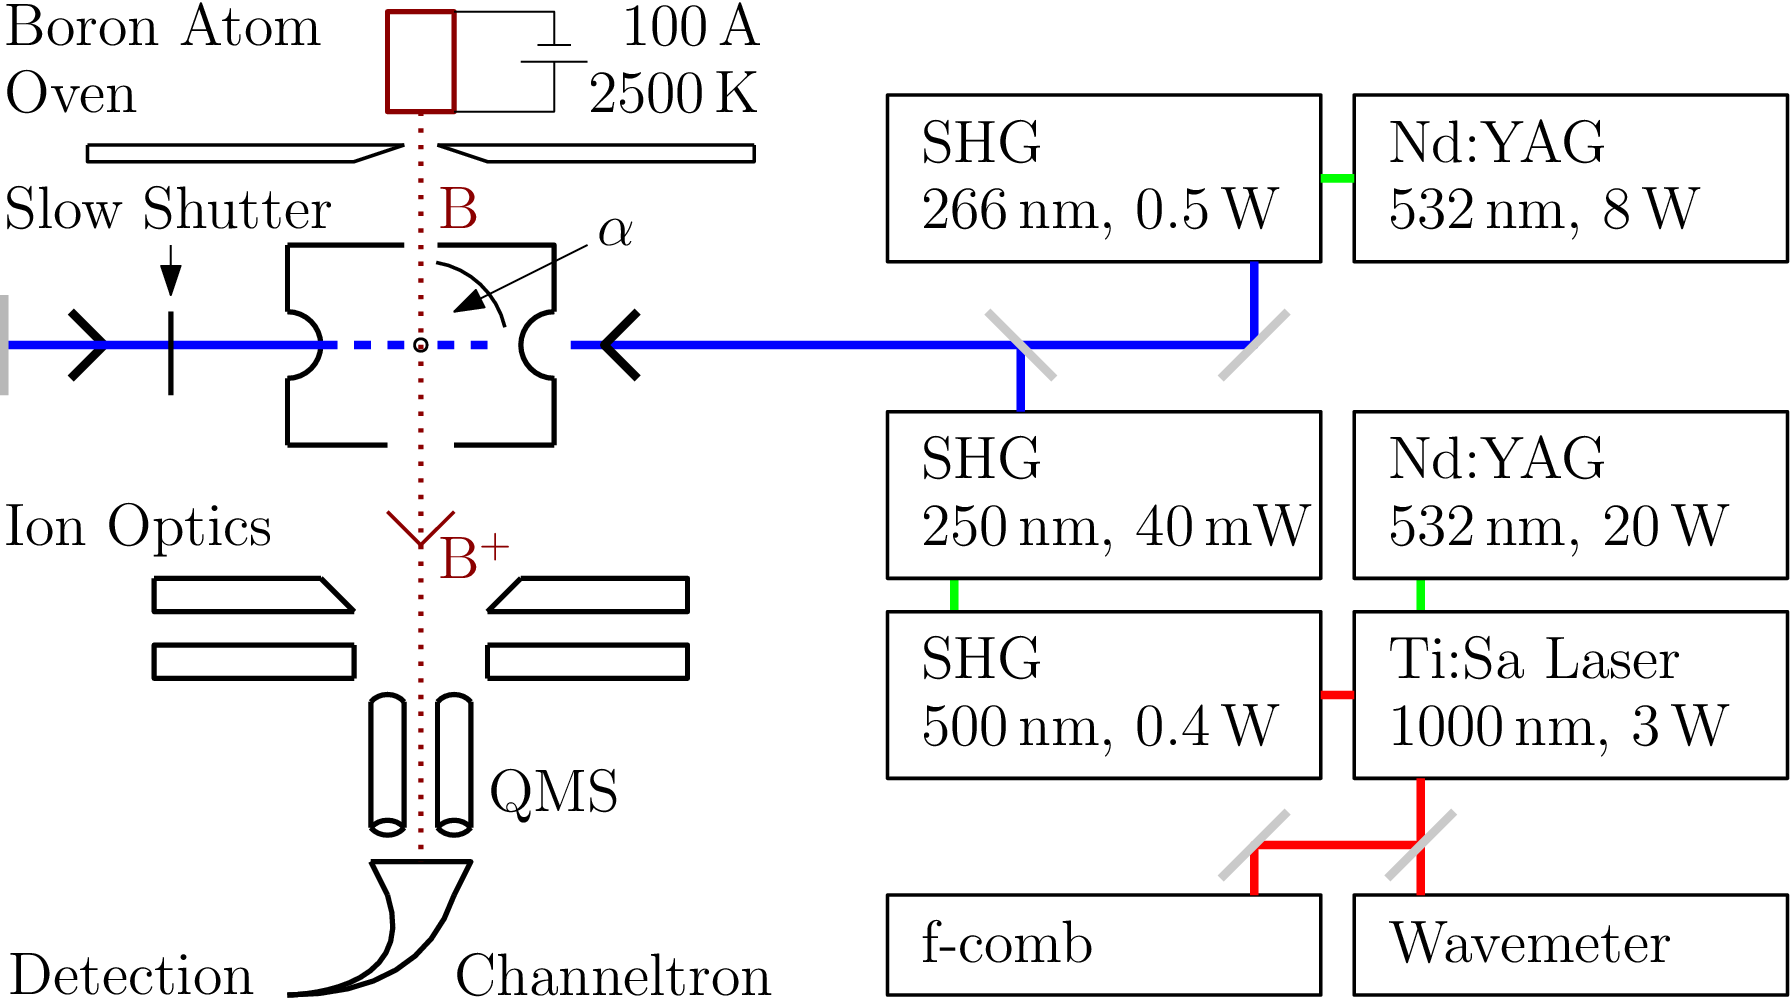 Boron Atom
Oven
100 A
2500 K
Slow Shutter
B
α
Ion Optics
B⁺
QMS
Detection
Channeltron
SHG
266 nm, 0.5 W
Nd:YAG
532 nm, 8 W
SHG
250 nm, 40 mW
Nd:YAG
532 nm, 20 W
SHG
500 nm, 0.4 W
Ti:Sa Laser
1000 nm, 3 W
f-comb
Wavemeter